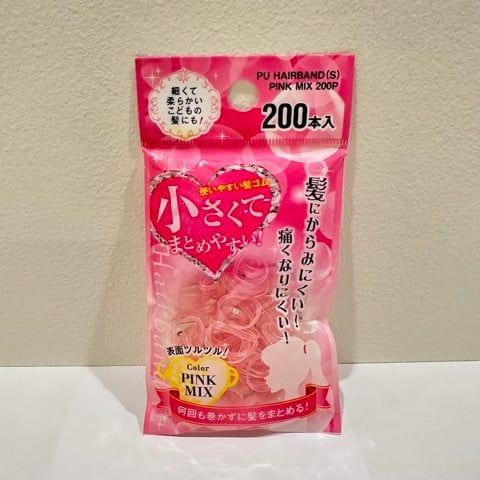 PU HAIRBAND(S)
PINK MIX 200P
200本入
細くて
柔らかい
こどもの
髪にも!
使いやすい髪ゴム
小さくて
まとめやすい!
髪にからみにくい!
痛くなりにくい!
表面ツルツル!
Color
PINK
MIX
何回も巻かずに髪をまとめる!